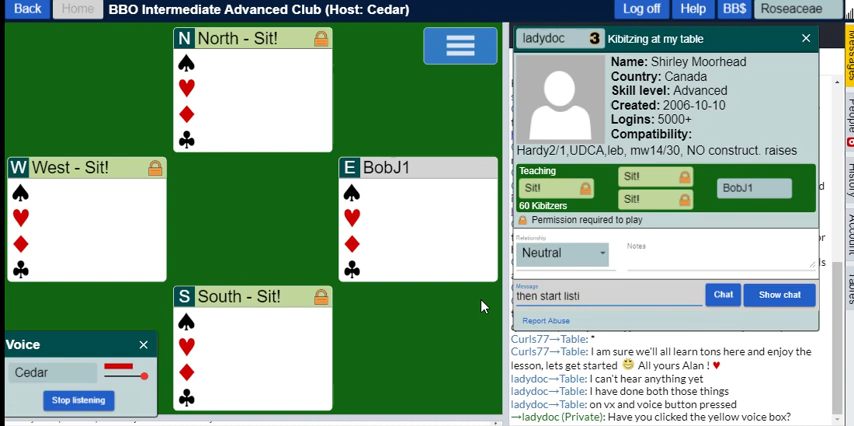 Back Home BBO Intermediate Advanced Club (Host: Cedar) Log off Help BB$ Roseaceae
N North - Sit!
W West - Sit!
E BobJ1
S South - Sit!
Voice
Cedar
Stop listening
ladydoc 3 Kibitzing at my table
Name: Shirley Moorhead
Country: Canada
Skill level: Advanced
Created: 2006-10-10
Logins: 5000+
Compatibility:
Hardy2/1,UDCA,leb, mw14/30, NO construct. raises
Teaching
Sit! Sit! BobJ1
Sit!
60 Kibitzers
Permission required to play
Relationship
Neutral
Notes
Message
then start listi
Chat Show chat
Report Abuse
Curls77→Table: *
Curls77→Table: I am sure we'll all learn tons here and enjoy the
lesson, lets get started 😁 All yours Alan ! ♥
ladydoc→Table: I can't hear anything yet
ladydoc→Table: I have done both those things
ladydoc→Table: on vx and voice button pressed
→ladydoc (Private): Have you clicked the yellow voice box?
Messages
People
History
Account
Tables